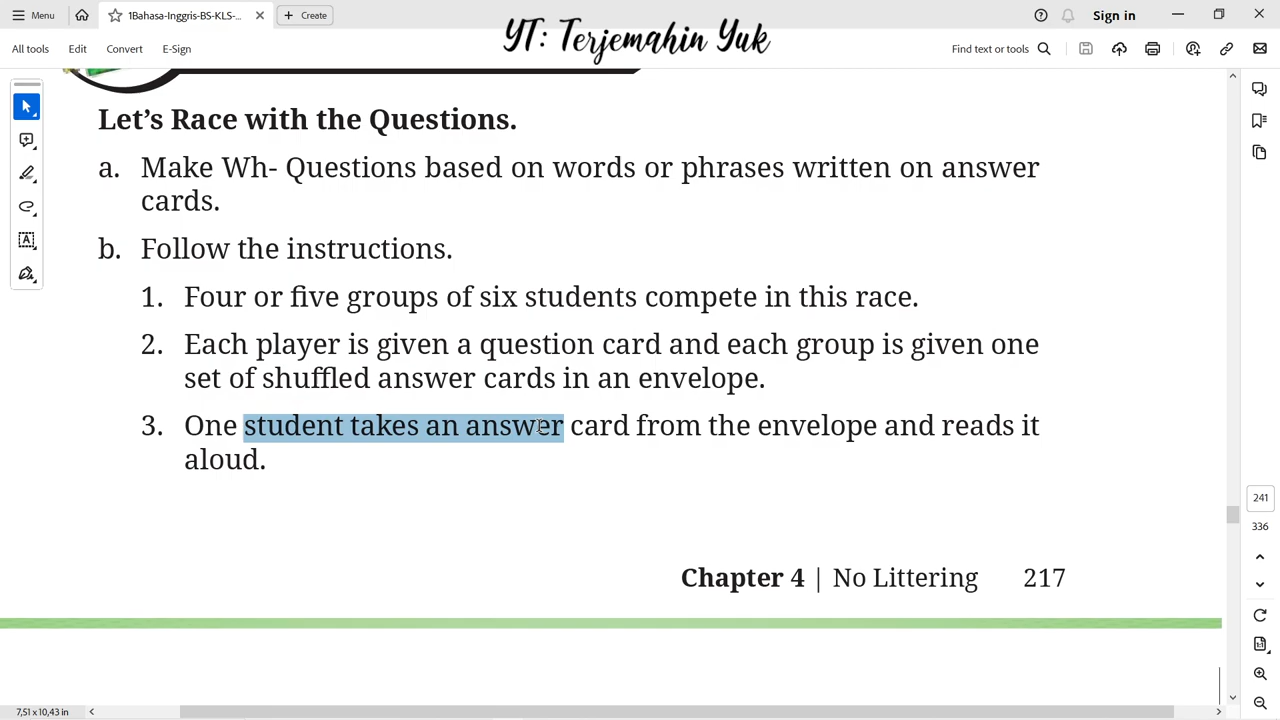 Menu
1Bahasa-Inggris-BS-KLS-...
Create
Sign in
All tools
Edit
Convert
E-Sign
YT: Terjemahin Yuk
Find text or tools
Let's Race with the Questions.
a. Make Wh- Questions based on words or phrases written on answer
cards.
b. Follow the instructions.
1. Four or five groups of six students compete in this race.
2. Each player is given a question card and each group is given one
set of shuffled answer cards in an envelope.
3. One student takes an answer card from the envelope and reads it
aloud.
241
336
Chapter 4 | No Littering 217
7,51 x 10,43 in